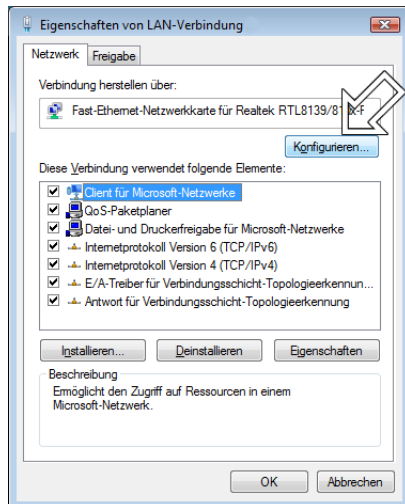 Eigenschaften von LAN-Verbindung
Netzwerk Freigabe
Verbindung herstellen über:
Fast-Ethernet-Netzwerkkarte für Realtek RTL8139/
Konfigurieren...
Diese Verbindung verwendet folgende Elemente:
Client für Microsoft-Netzwerke
QoS-Paketplaner
Datei- und Druckerfreigabe für Microsoft-Netzwerke
Internetprotokoll Version 6 (TCP/IPv6)
Internetprotokoll Version 4 (TCP/IPv4)
E/A-Treiber für Verbindungsschicht-Topologieerkennun...
Antwort für Verbindungsschicht-Topologieerkennung
Installieren... Deinstallieren Eigenschaften
Beschreibung
Ermöglicht den Zugriff auf Ressourcen in einem
Microsoft-Netzwerk.
OK Abbrechen